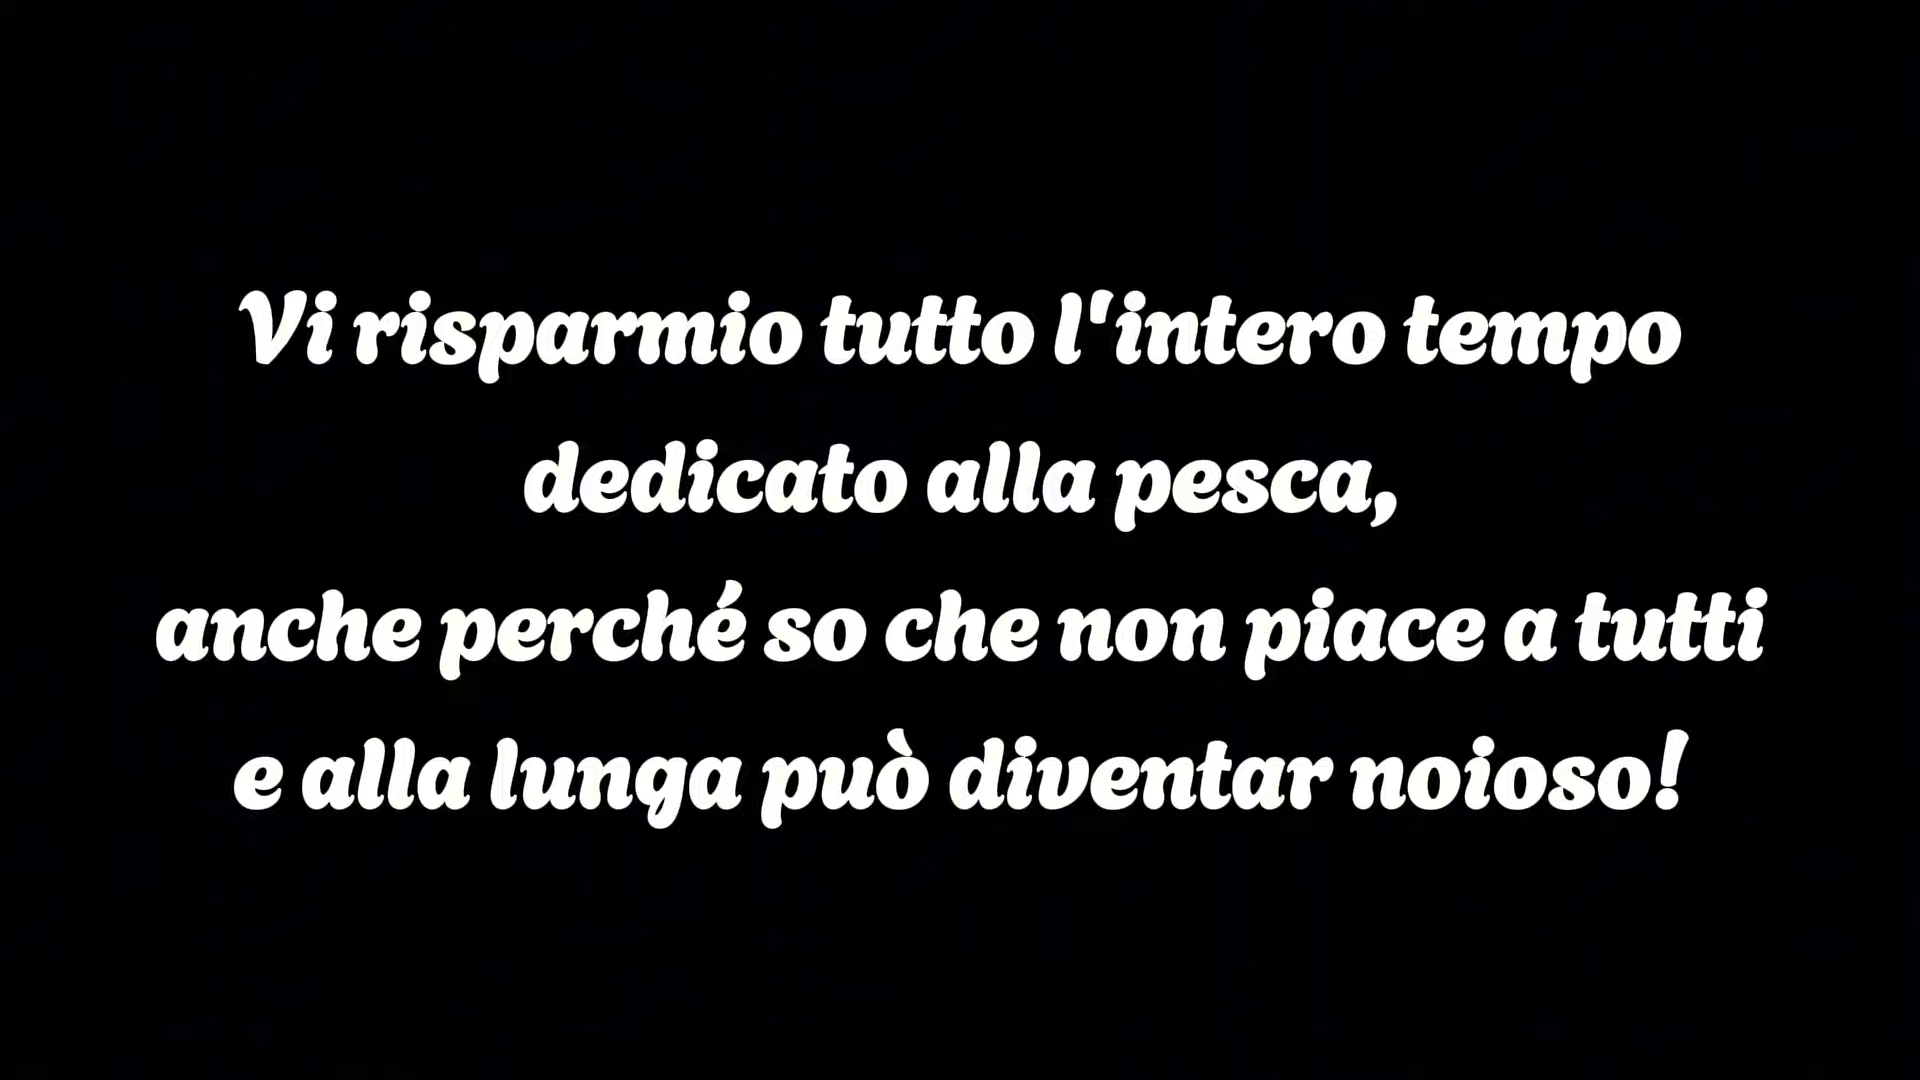 Vi risparmio tutto l'intero tempo
dedicato alla pesca,
anche perché so che non piace a tutti
e alla lunga può diventar noioso!